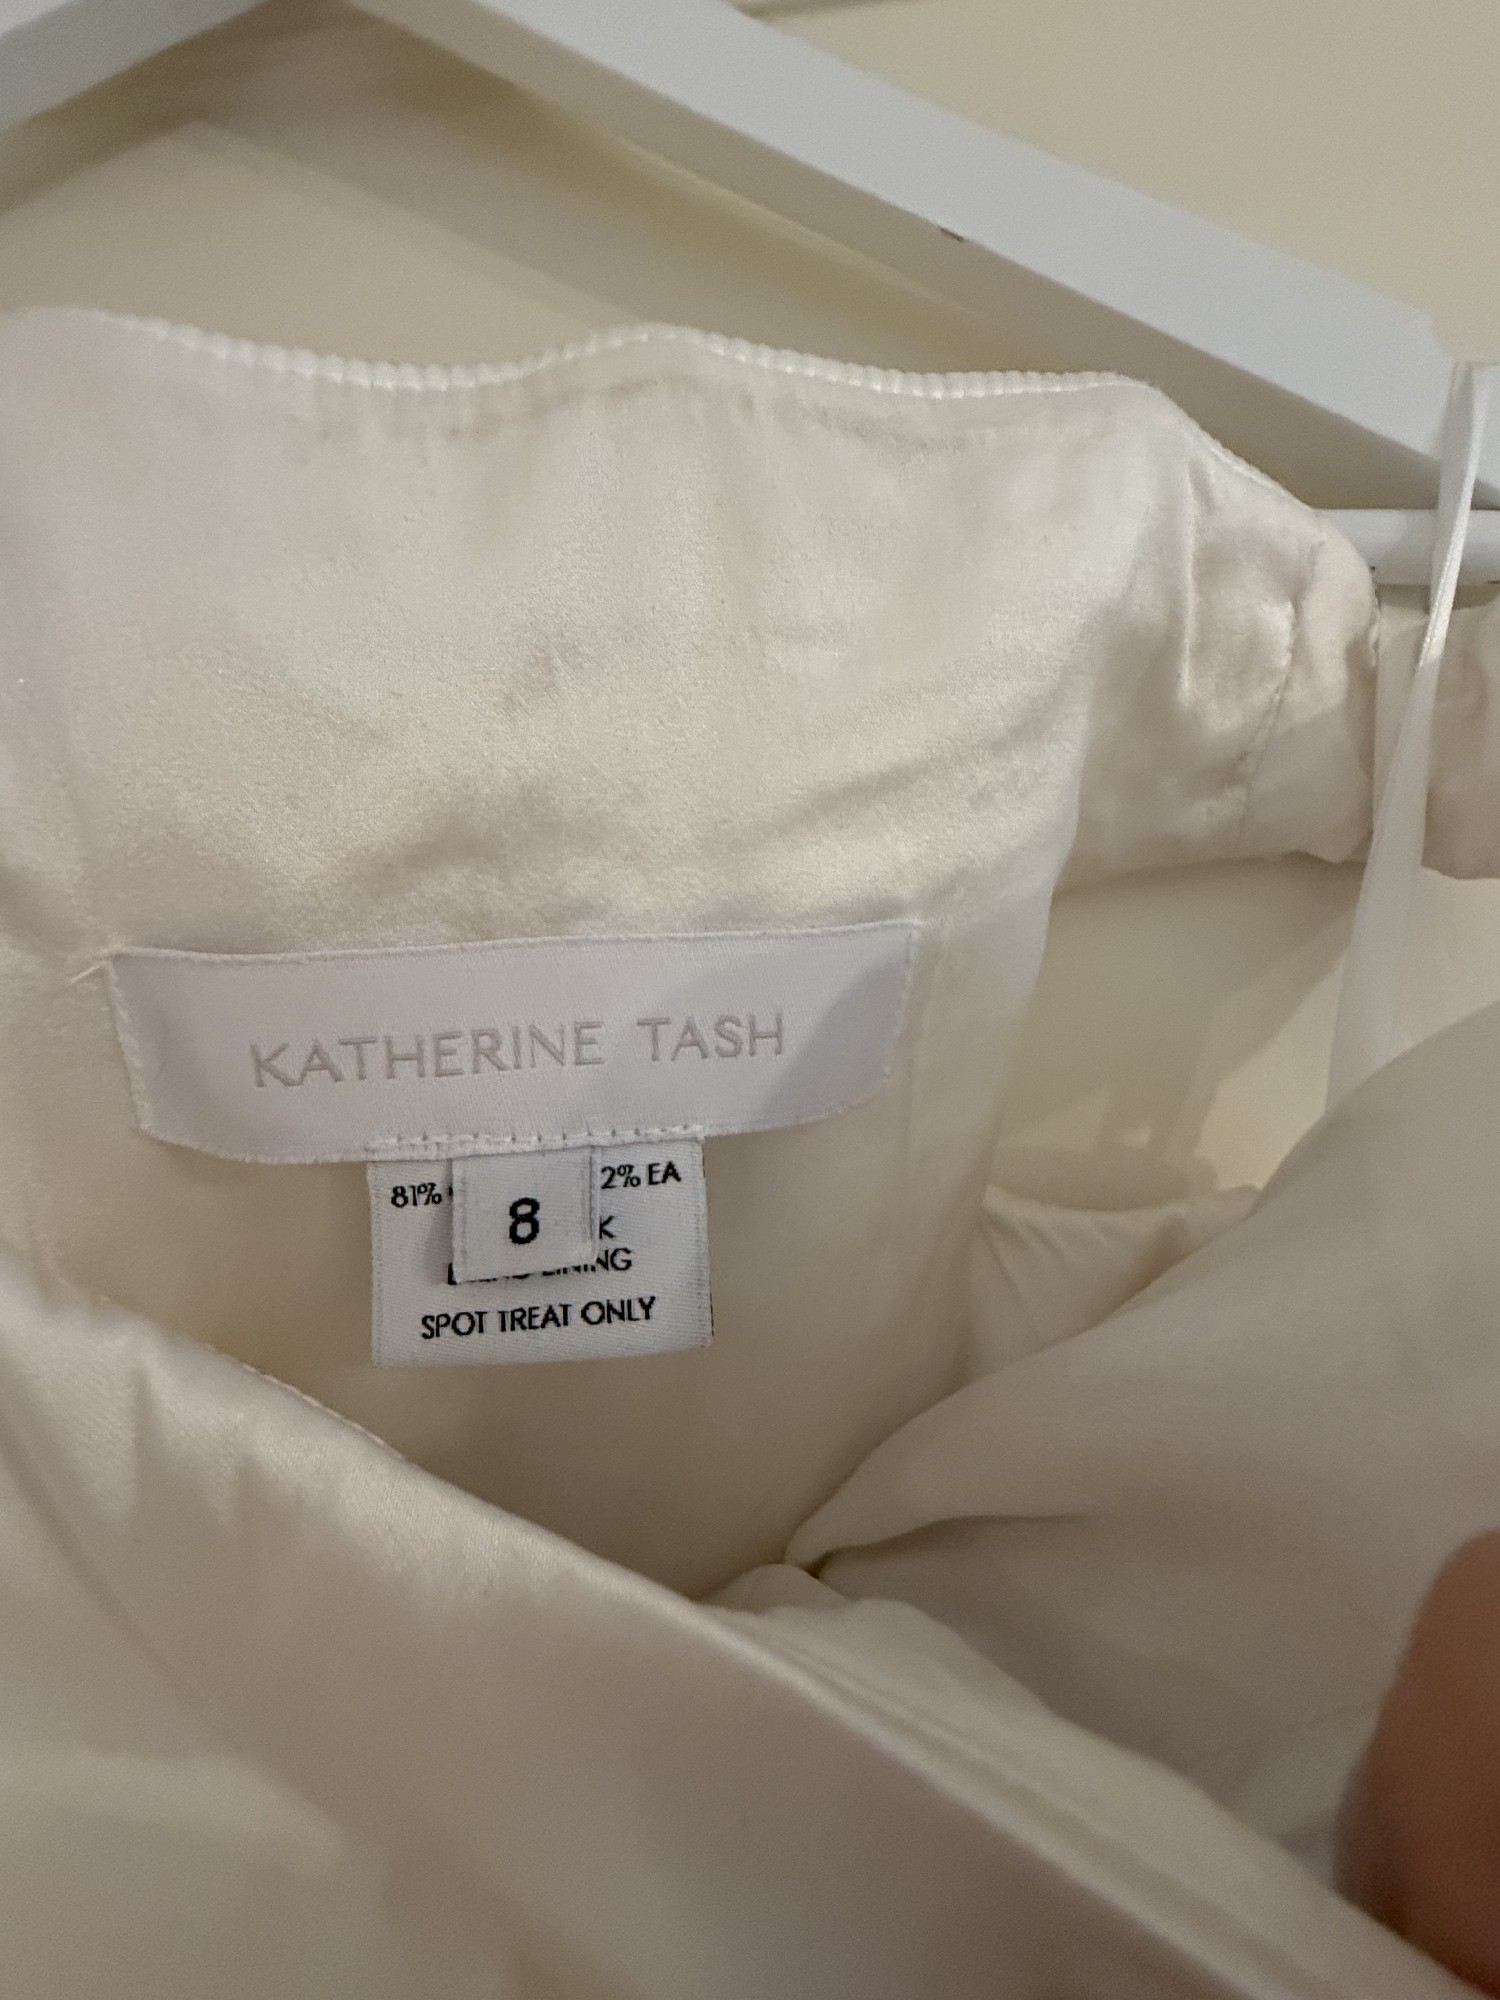 KATHERINE TASH
81% 2% EA
8
SPOT TREAT ONLY